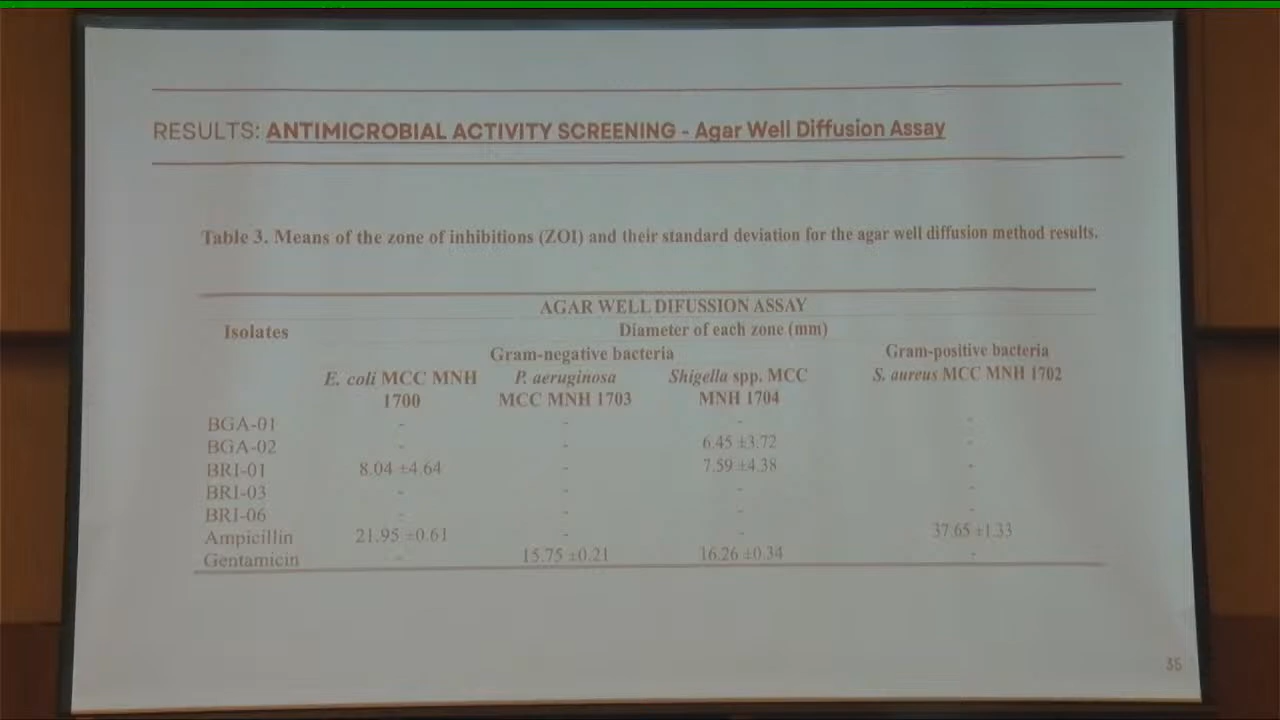 RESULTS: ANTIMICROBIAL ACTIVITY SCREENING - Agar Well Diffusion Assay
Table 3. Means of the zone of inhibitions (ZOI) and their standard deviation for the agar well diffusion method results.
AGAR WELL DIFUSSION ASSAY
Isolates Diameter of each zone (mm)
Gram-negative bacteria Gram-positive bacteria
E. coli MCC MNH 1700 P. aeruginosa MCC MNH 1703 Shigella spp. MCC MNH 1704 S. aureus MCC MNH 1702
BGA-01 - - - -
BGA-02 - - 6.45 ±3.72 -
BRI-01 8.04 ±4.64 - 7.59 ±4.38 -
BRI-03 - - - -
BRI-06 - - - -
Ampicillin 21.95 ±0.61 - - 37.65 ±1.33
Gentamicin - 15.75 ±0.21 16.26 ±0.34 -
35